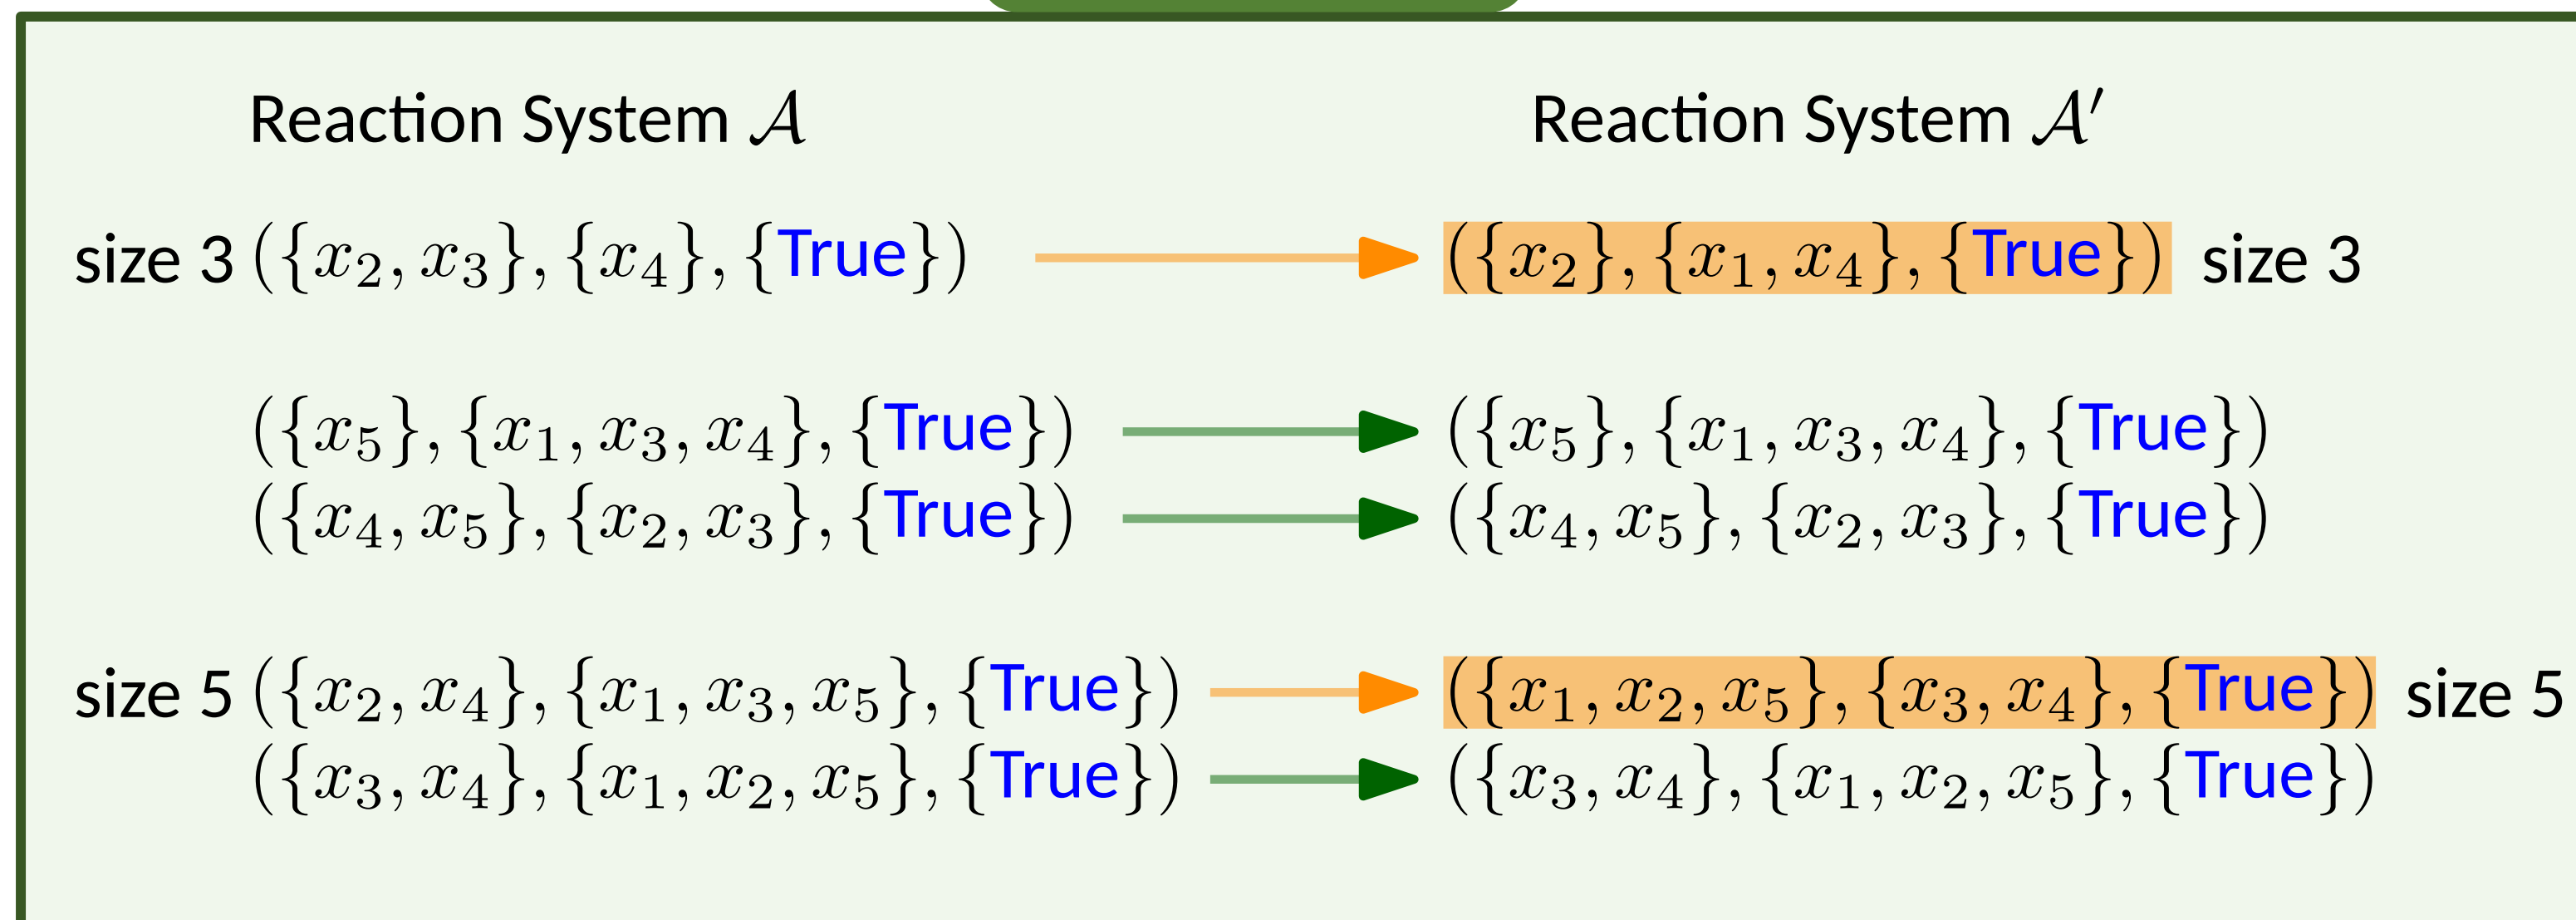 Reaction System 𝒜 Reaction System 𝒜′
size 3 ({x₂, x₃}, {x₄}, {True}) ({x₂}, {x₁, x₄}, {True}) size 3
({x₅}, {x₁, x₃, x₄}, {True}) ({x₅}, {x₁, x₃, x₄}, {True})
({x₄, x₅}, {x₂, x₃}, {True}) ({x₄, x₅}, {x₂, x₃}, {True})
size 5 ({x₂, x₄}, {x₁, x₃, x₅}, {True}) ({x₁, x₂, x₅}, {x₃, x₄}, {True}) size 5
({x₃, x₄}, {x₁, x₂, x₅}, {True}) ({x₃, x₄}, {x₁, x₂, x₅}, {True})